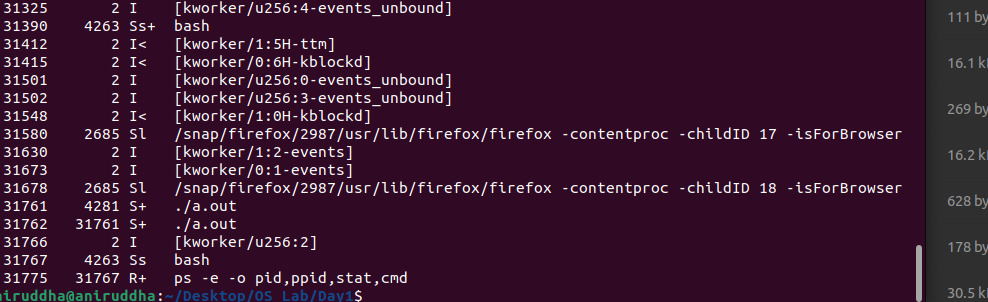 31325 2 I [kworker/u256:4-events_unbound]
31390 4263 Ss+ bash
31412 2 I< [kworker/1:5H-ttm]
31415 2 I< [kworker/0:6H-kblockd]
31501 2 I [kworker/u256:0-events_unbound]
31502 2 I [kworker/u256:3-events_unbound]
31548 2 I< [kworker/1:0H-kblockd]
31580 2685 Sl /snap/firefox/2987/usr/lib/firefox/firefox -contentproc -childID 17 -isForBrowser
31630 2 I [kworker/1:2-events]
31673 2 I [kworker/0:1-events]
31678 2685 Sl /snap/firefox/2987/usr/lib/firefox/firefox -contentproc -childID 18 -isForBrowser
31761 4281 S+ ./a.out
31762 31761 S+ ./a.out
31766 2 I [kworker/u256:2]
31767 4263 Ss bash
31775 31767 R+ ps -e -o pid,ppid,stat,cmd
aniruddha@aniruddha:~/Desktop/OS Lab/Day1$
111 by
16.1 k
269 by
16.2 k
628 by
178 by
30.5 k